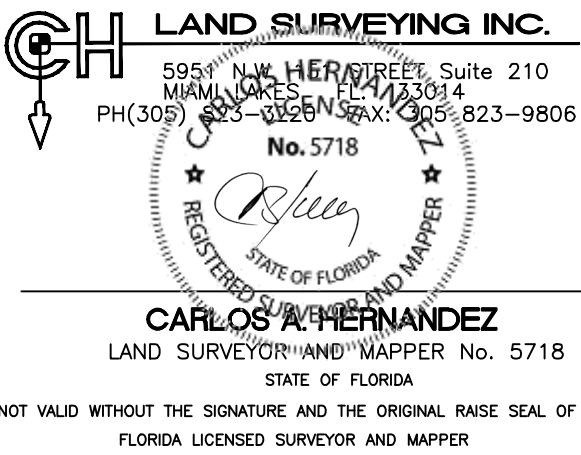 CH LAND SURVEYING INC.
5951 N.W. 151 STREET, Suite 210
MIAMI LAKES FL. 33014
PH(305) 823-3220 FAX: 305 823-9806
CARLOS HERNANDEZ
LICENSE
No. 5718
STATE OF FLORIDA
REGISTERED SURVEYOR AND MAPPER
CARLOS A. HERNANDEZ
LAND SURVEYOR AND MAPPER No. 5718
STATE OF FLORIDA
NOT VALID WITHOUT THE SIGNATURE AND THE ORIGINAL RAISE SEAL OF
FLORIDA LICENSED SURVEYOR AND MAPPER